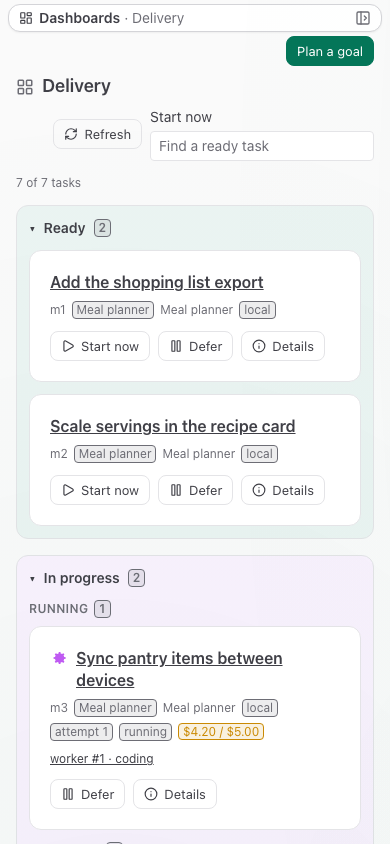 Dashboards · Delivery
Plan a goal
Delivery
Start now
Refresh
Find a ready task
7 of 7 tasks
Ready 2
Add the shopping list export
m1 Meal planner Meal planner local
Start now Defer Details
Scale servings in the recipe card
m2 Meal planner Meal planner local
Start now Defer Details
In progress 2
RUNNING 1
Sync pantry items between
devices
m3 Meal planner Meal planner local
attempt 1 running $4.20 / $5.00
worker #1 · coding
Defer Details